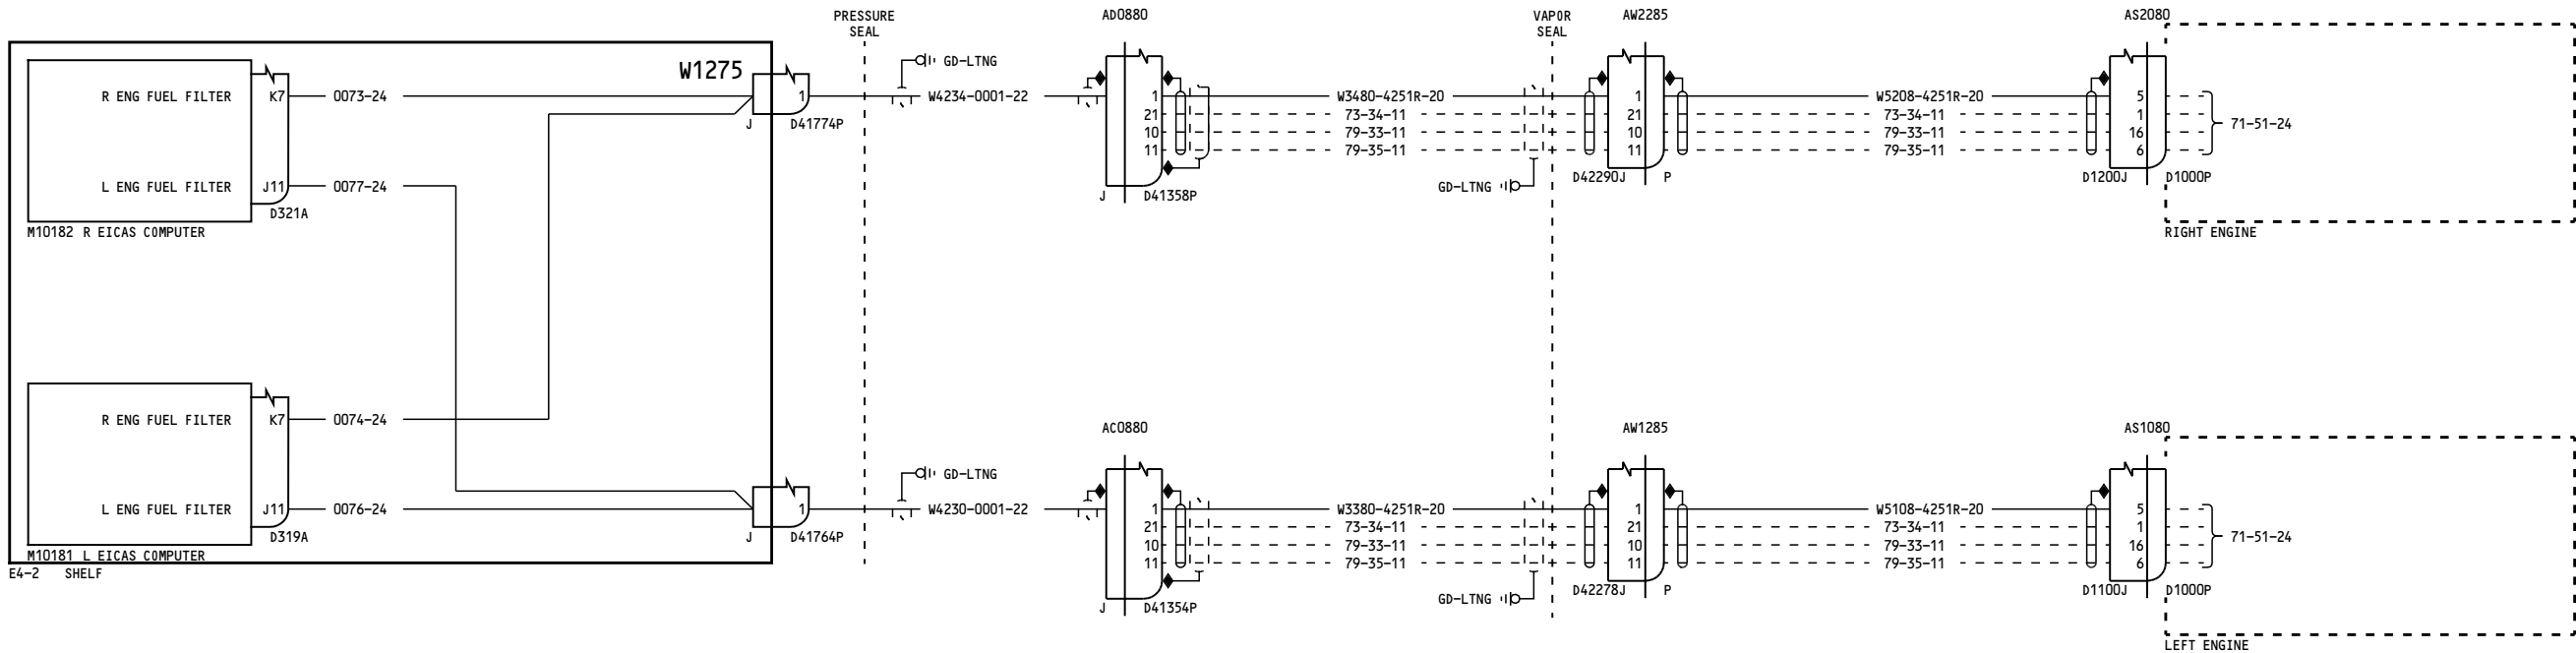 PRESSURE SEAL
AD0880
VAPOR SEAL
AW2285
AS2080
W1275
GD-LTNG
R ENG FUEL FILTER K7 0073-24
1
W4234-0001-22
1
W3480-4251R-20
1
W5208-4251R-20
5
21
73-34-11
21
73-34-11
1
10
79-33-11
10
79-33-11
16
11
79-35-11
11
79-35-11
6
71-51-24
J D41774P
L ENG FUEL FILTER J11 0077-24
D321A
M10182 R EICAS COMPUTER
J D41358P
GD-LTNG
D42290J P
D1200J D1000P
RIGHT ENGINE
R ENG FUEL FILTER K7 0074-24
AC0880
AW1285
AS1080
GD-LTNG
L ENG FUEL FILTER J11 0076-24
1
W4230-0001-22
1
W3380-4251R-20
1
W5108-4251R-20
5
21
73-34-11
21
73-34-11
1
10
79-33-11
10
79-33-11
16
11
79-35-11
11
79-35-11
6
71-51-24
D319A
J D41764P
M10181 L EICAS COMPUTER
E4-2 SHELF
J D41354P
GD-LTNG
D42278J P
D1100J D1000P
LEFT ENGINE